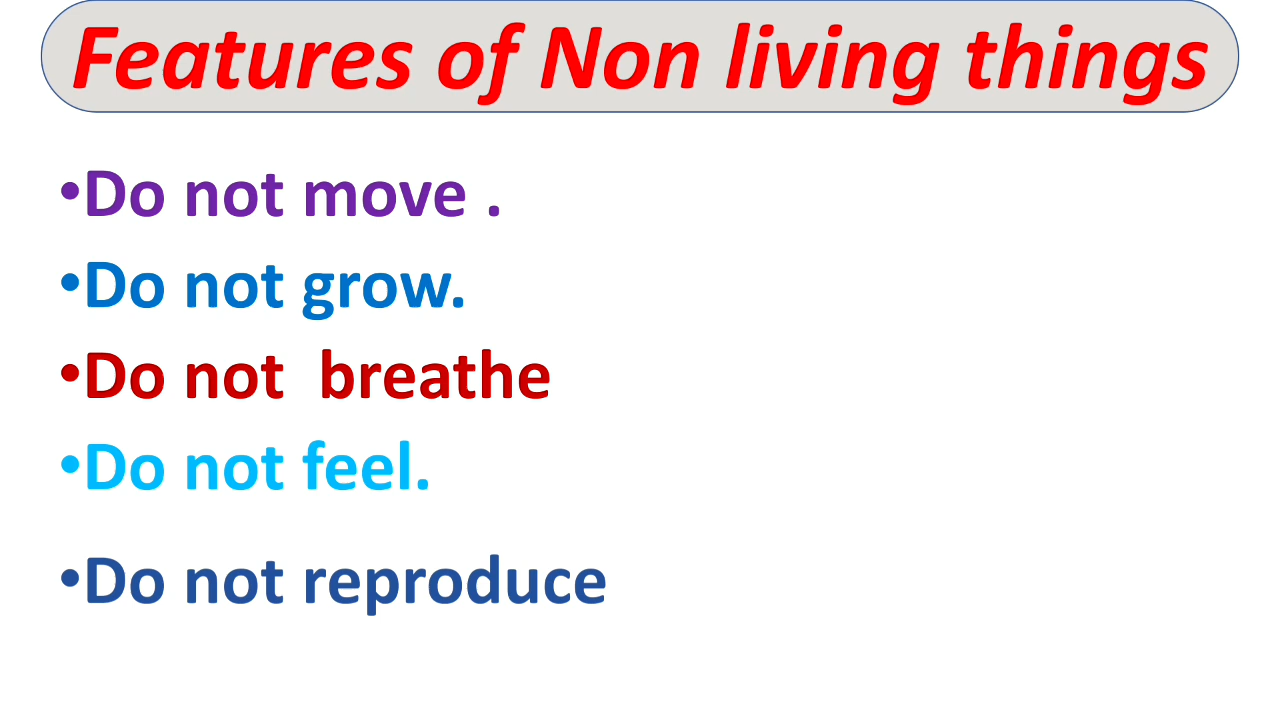 Features of Non living things
•Do not move .
•Do not grow.
•Do not  breathe
•Do not feel.
•Do not reproduce